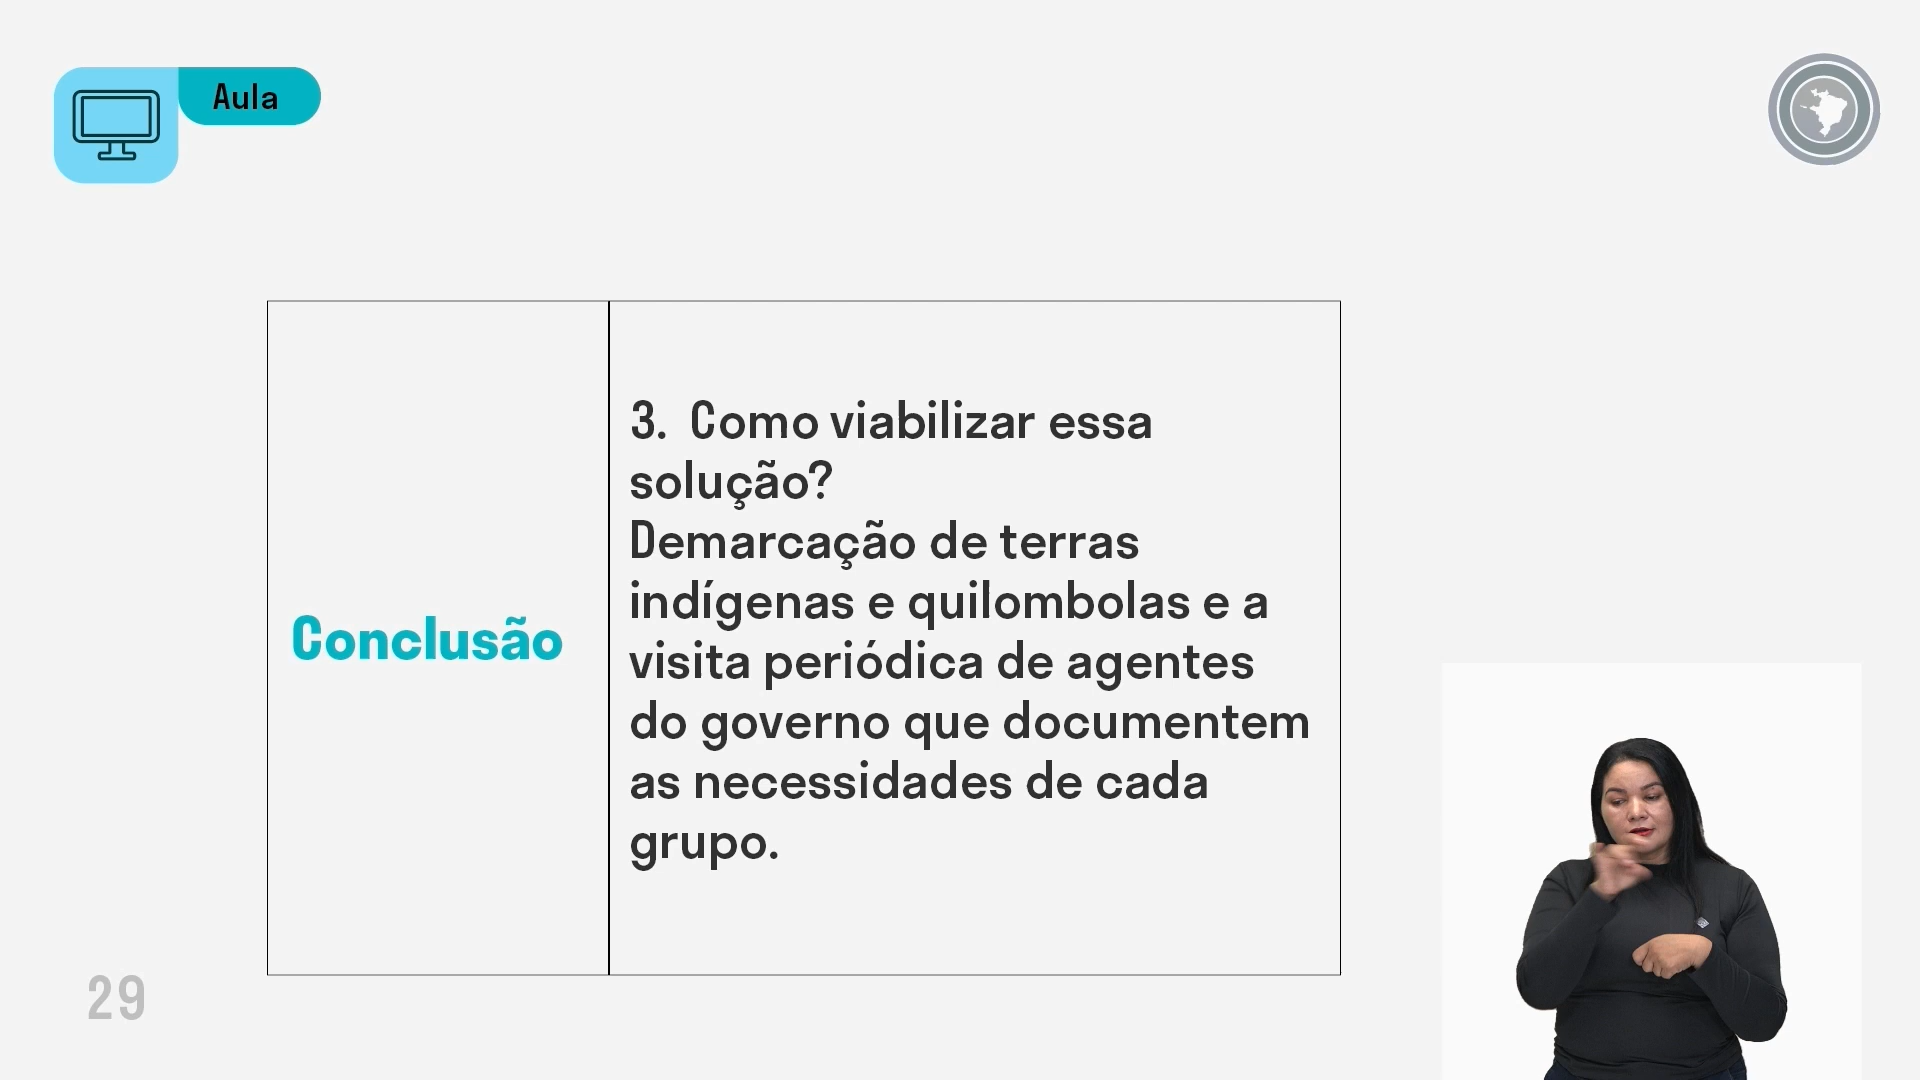 Aula
Conclusão
3. Como viabilizar essa
solução?
Demarcação de terras
indígenas e quilombolas e a
visita periódica de agentes
do governo que documentem
as necessidades de cada
grupo.
29